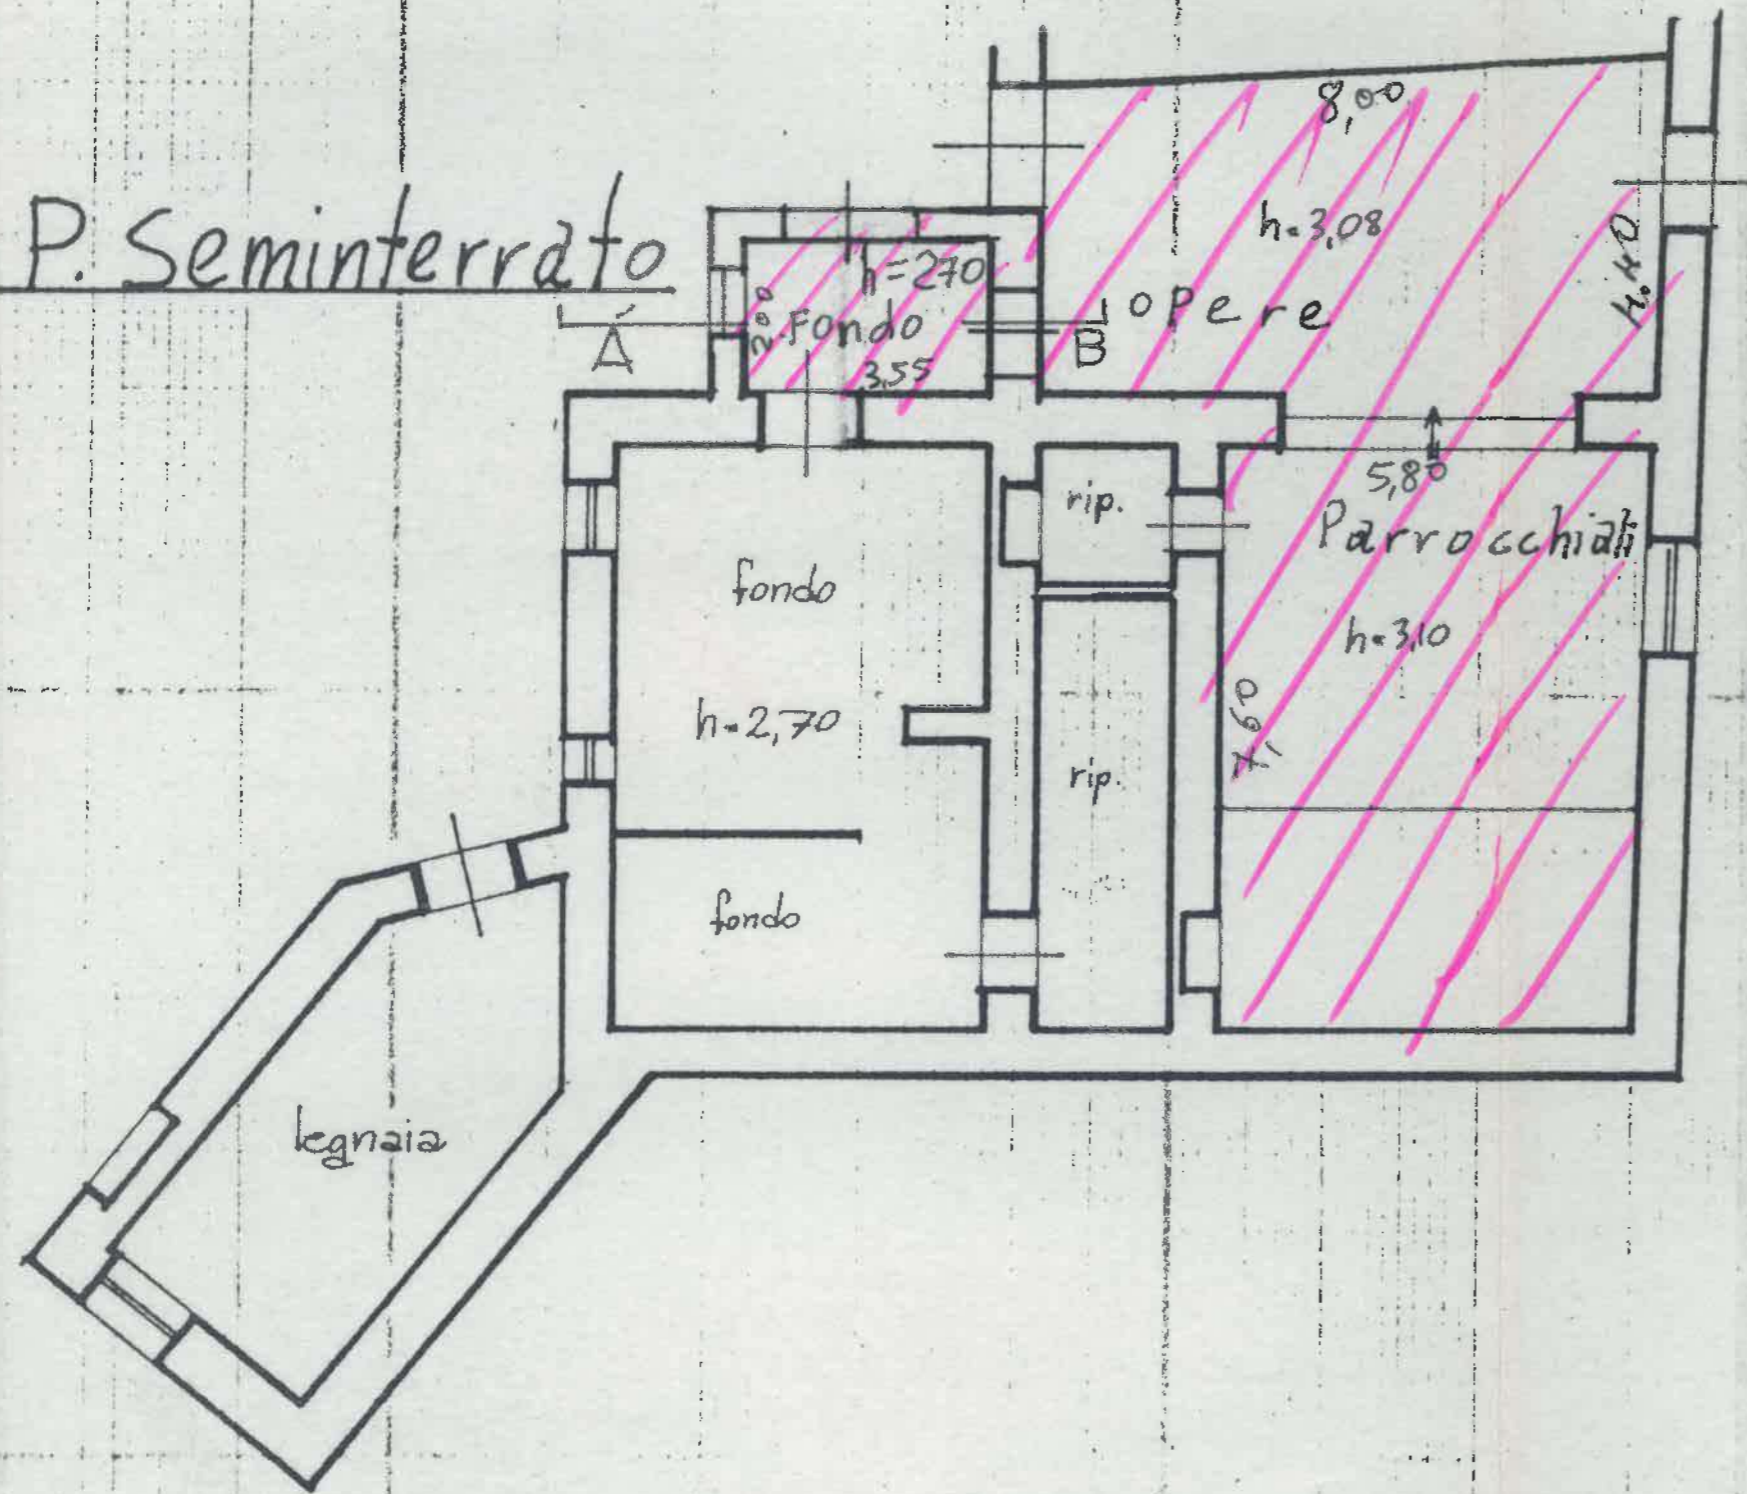 8,00
h=3,08
P. Seminterrato
h=270
4.40
2.00
Fondo
opere
A
B
3,55
5,80
rip.
Parrocchiali
fondo
h=3,10
h=2,70
7,60
rip.
fondo
legnaia